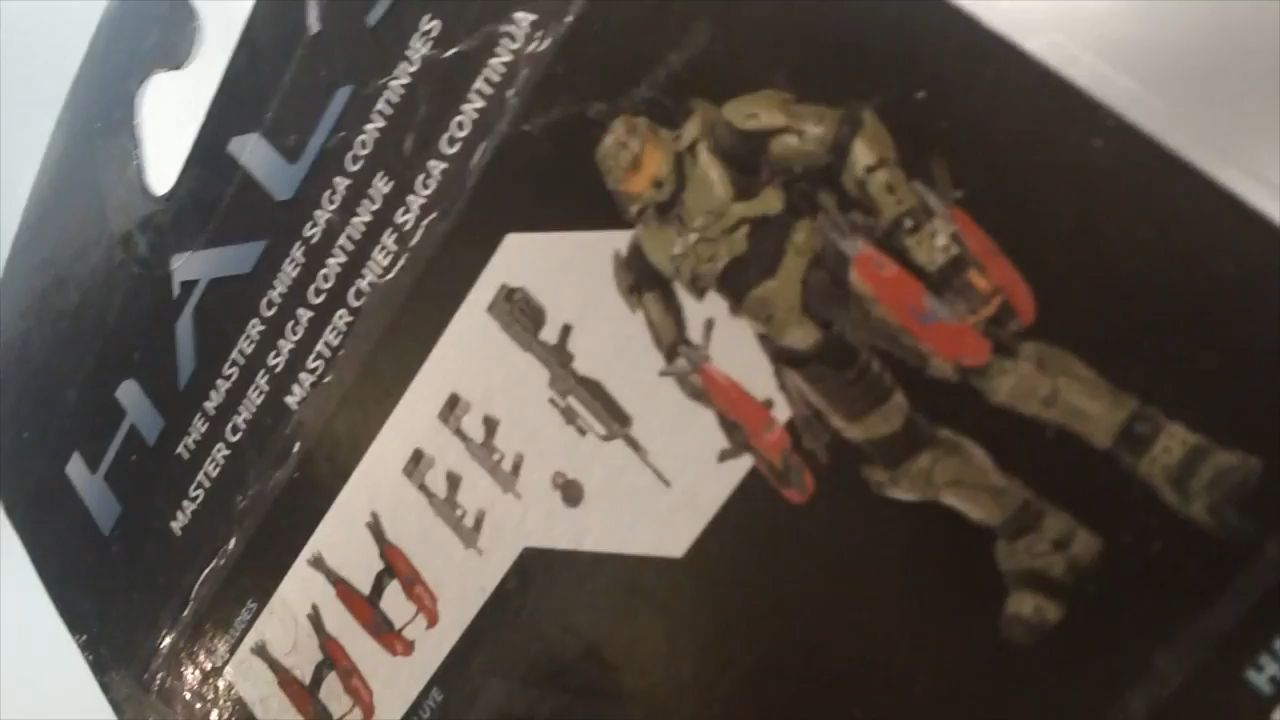 HAL
THE MASTER CHIEF SAGA CONTINUES
MASTER CHIEF SAGA CONTINUE
MASTER CHIEF SAGA CONTINUA